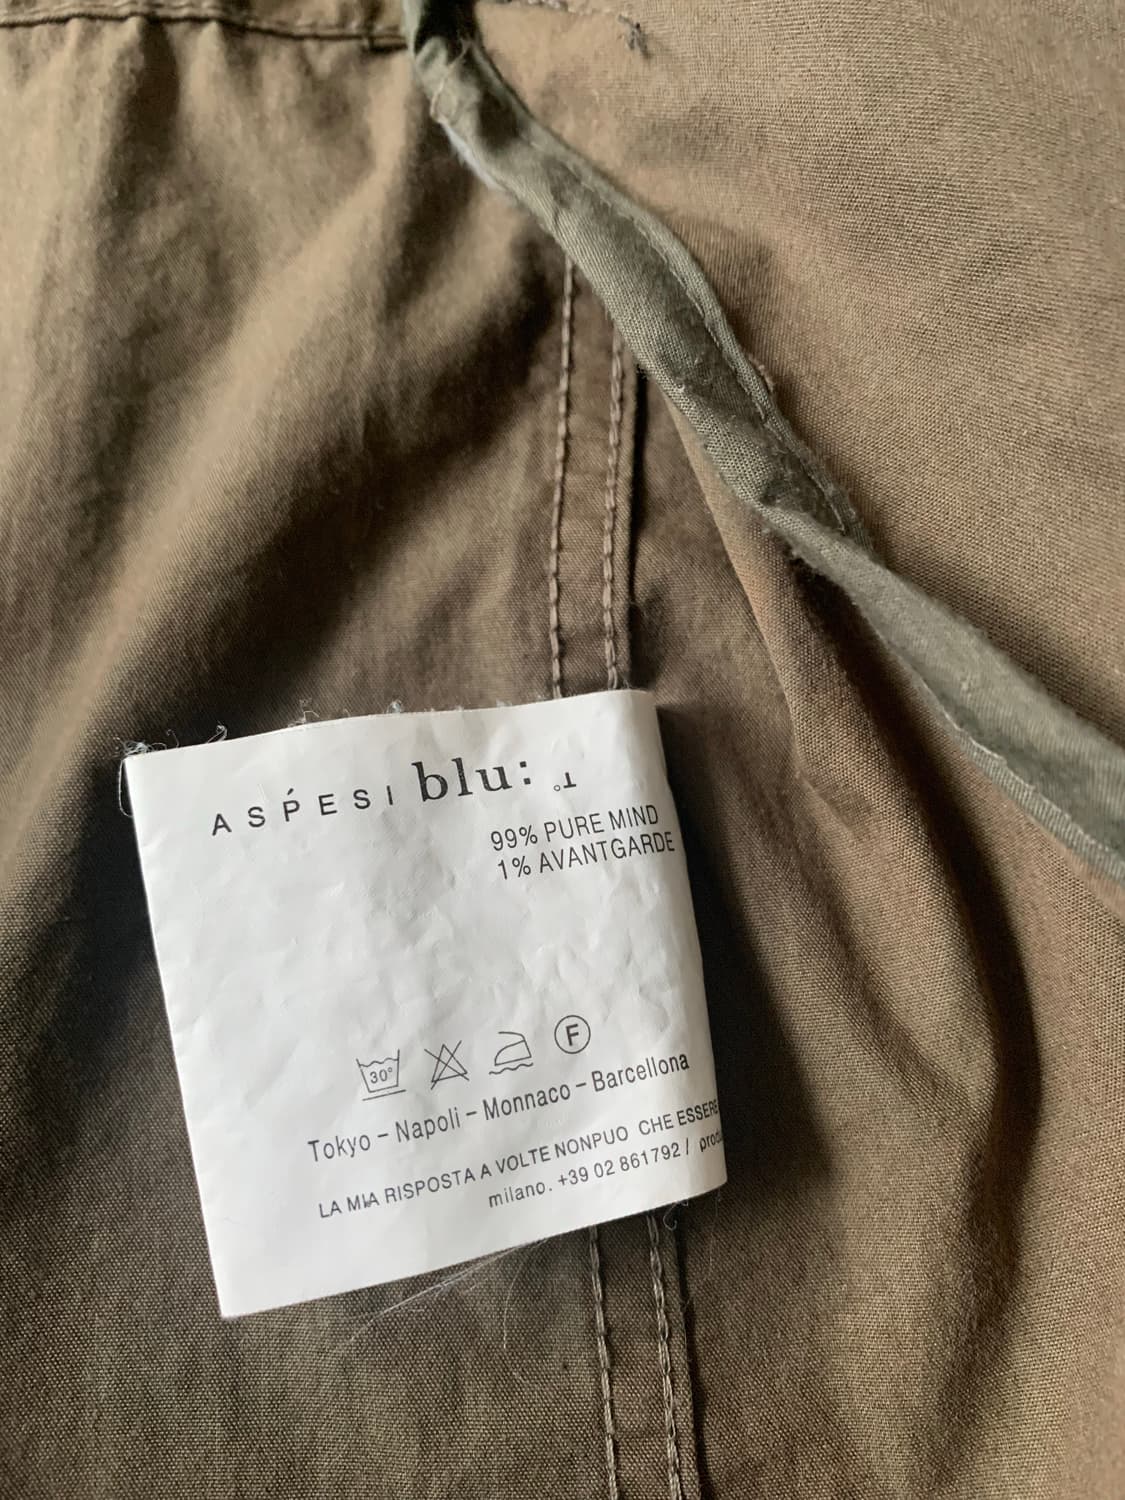 ASPESI blu:
99% PURE MIND
1% AVANTGARDE
30° F
Tokyo – Napoli – Monnaco – Barcellona
LA MIA RISPOSTA A VOLTE NONPUO CHE ESSERE
milano. +39 02 861792 /